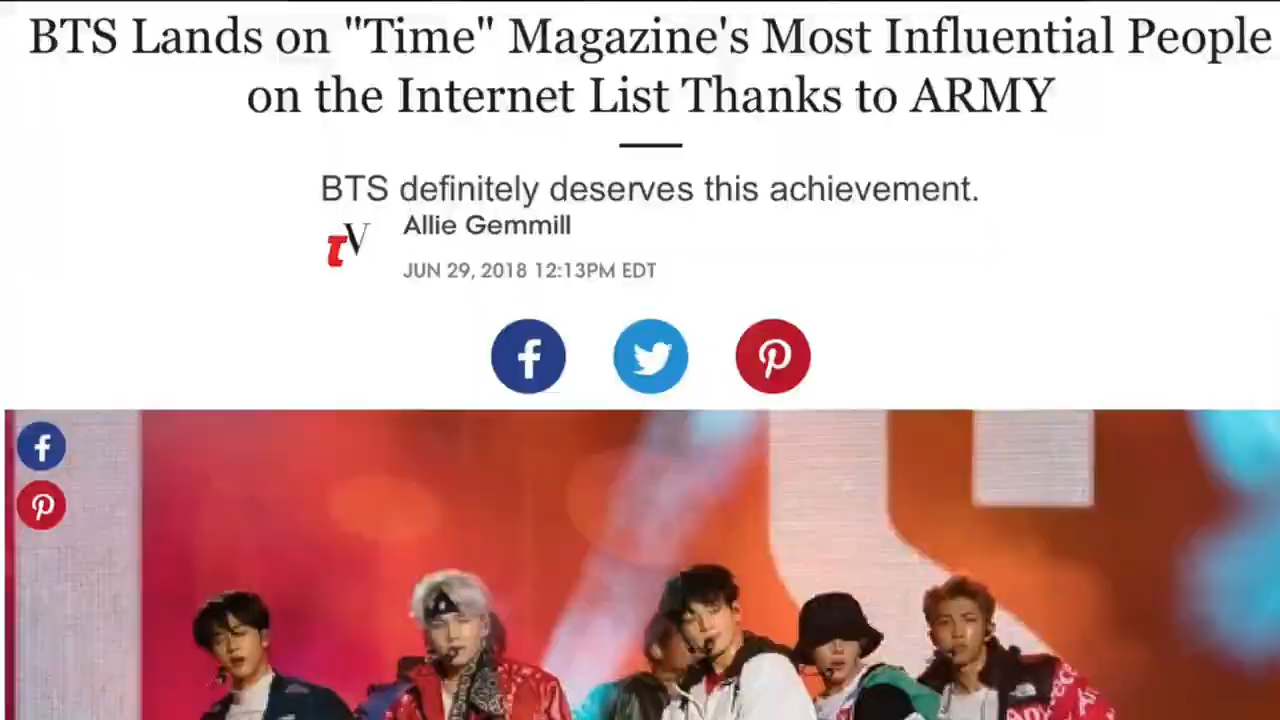 BTS Lands on "Time" Magazine's Most Influential People
on the Internet List Thanks to ARMY
BTS definitely deserves this achievement.
tV
Allie Gemmill
JUN 29, 2018 12:13PM EDT